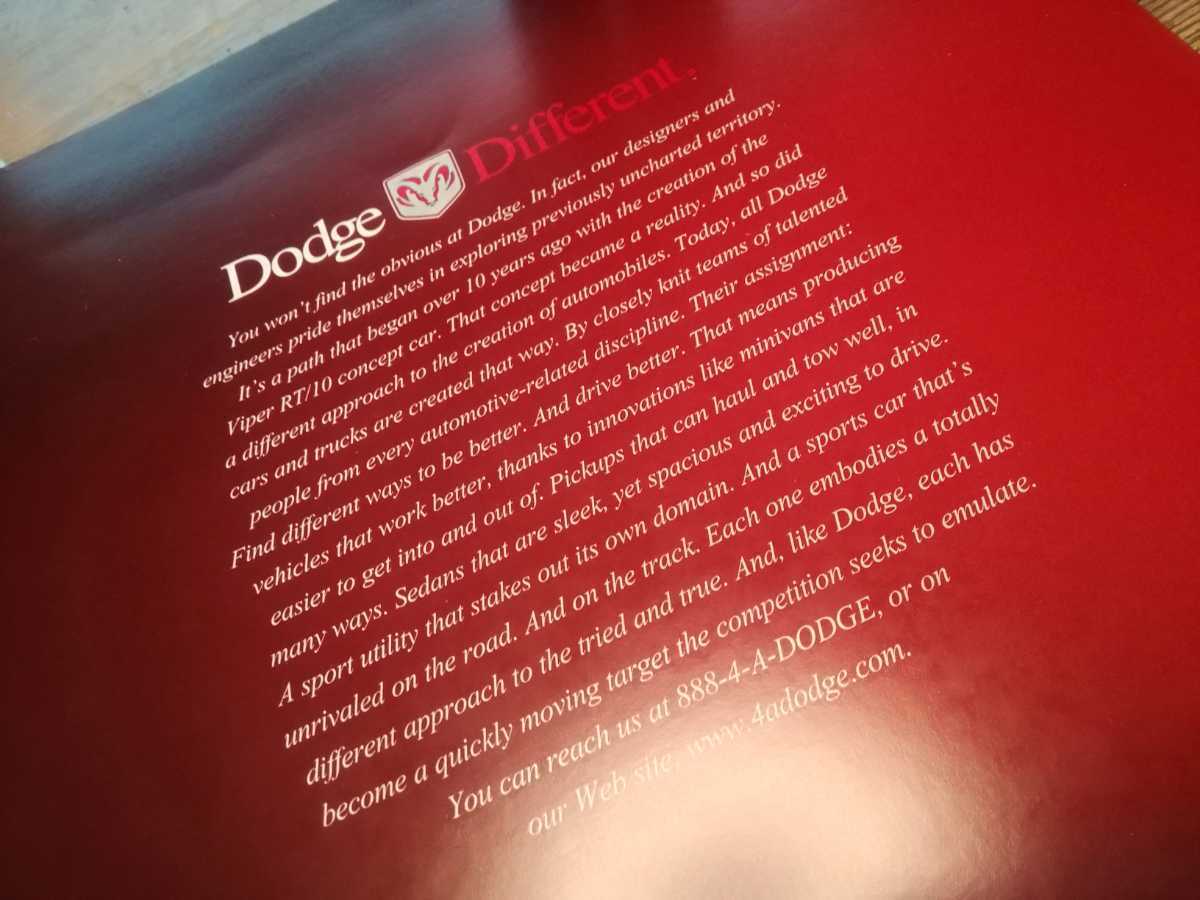 Dodge Different.
You won't find the obvious at Dodge. In fact, our designers and
engineers pride themselves in exploring previously uncharted territory.
It's a path that began over 10 years ago with the creation of the
Viper RT/10 concept car. That concept became a reality. And so did
a different approach to the creation of automobiles. Today, all Dodge
cars and trucks are created that way. By closely knit teams of talented
people from every automotive-related discipline. Their assignment:
Find different ways to be better. And drive better. That means producing
vehicles that work better, thanks to innovations like minivans that are
easier to get into and out of. Pickups that can haul and tow well, in
many ways. Sedans that are sleek, yet spacious and exciting to drive.
A sport utility that stakes out its own domain. And a sports car that's
unrivaled on the road. And on the track. Each one embodies a totally
different approach to the tried and true. And, like Dodge, each has
become a quickly moving target the competition seeks to emulate.
You can reach us at 888-4-A-DODGE, or on
our Web site, www.4adodge.com.